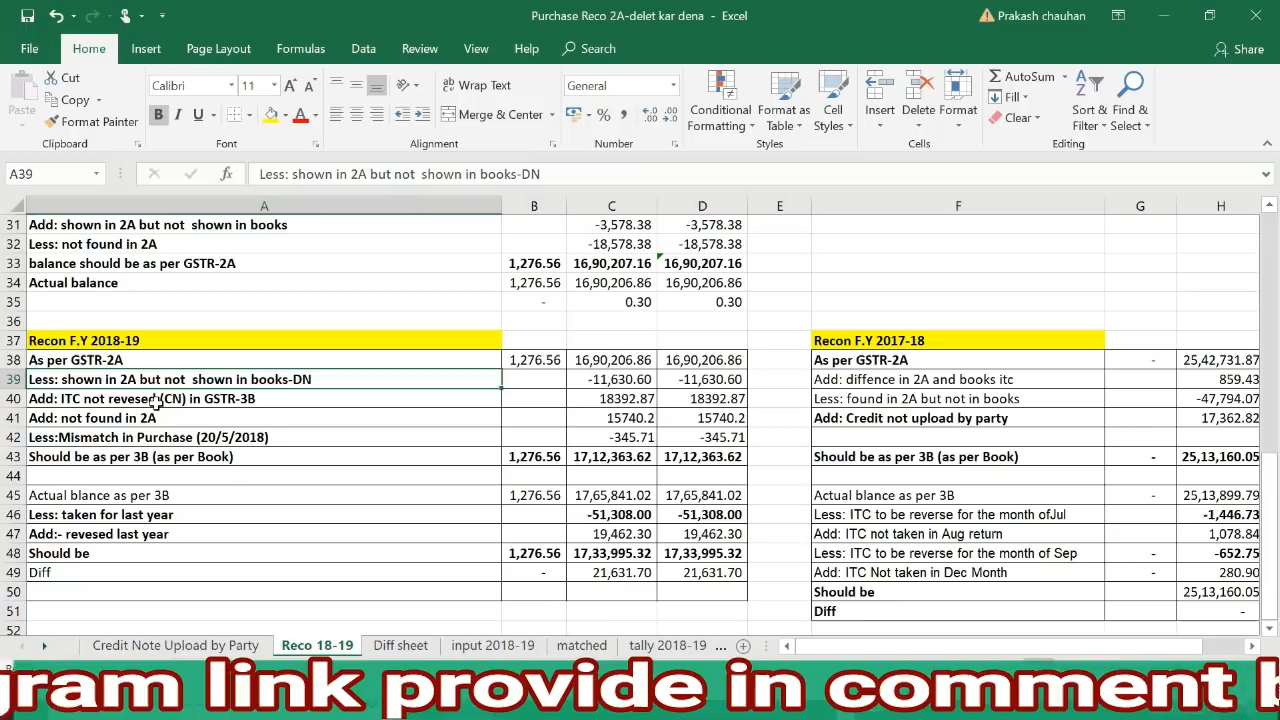 Purchase Reco 2A-delet kar dena - Excel
Prakash chauhan
File Home Insert Page Layout Formulas Data Review View Help Search Share
Paste
Cut
Copy
Format Painter
Clipboard
Calibri 11
B I U
Font
Wrap Text
Merge & Center
Alignment
General
Number
Conditional Formatting
Format as Table
Cell Styles
Styles
Insert Delete Format
Cells
AutoSum
Fill
Clear
Sort & Filter
Find & Select
Editing
A39 fx Less: shown in 2A but not  shown in books-DN
A B C D E F G H
31 Add: shown in 2A but not  shown in books -3,578.38 -3,578.38
32 Less: not found in 2A -18,578.38 -18,578.38
33 balance should be as per GSTR-2A 1,276.56 16,90,207.16 16,90,207.16
34 Actual balance 1,276.56 16,90,206.86 16,90,206.86
35 - 0.30 0.30
36
37 Recon F.Y 2018-19 Recon F.Y 2017-18
38 As per GSTR-2A 1,276.56 16,90,206.86 16,90,206.86 As per GSTR-2A - 25,42,731.87
39 Less: shown in 2A but not  shown in books-DN -11,630.60 -11,630.60 Add: diffence in 2A and books itc 859.43
40 Add: ITC not revesed (CN) in GSTR-3B 18392.87 18392.87 Less: found in 2A but not in books -47,794.07
41 Add: not found in 2A 15740.2 15740.2 Add: Credit not upload by party 17,362.82
42 Less:Mismatch in Purchase (20/5/2018) -345.71 -345.71
43 Should be as per 3B (as per Book) 1,276.56 17,12,363.62 17,12,363.62 Should be as per 3B (as per Book) - 25,13,160.05
44
45 Actual blance as per 3B 1,276.56 17,65,841.02 17,65,841.02 Actual blance as per 3B - 25,13,899.79
46 Less: taken for last year -51,308.00 -51,308.00 Less: ITC to be reverse for the month ofJul -1,446.73
47 Add:- revesed last year 19,462.30 19,462.30 Add: ITC not taken in Aug return 1,078.84
48 Should be 1,276.56 17,33,995.32 17,33,995.32 Less: ITC to be reverse for the month of Sep - -652.75
49 Diff - 21,631.70 21,631.70 Add: ITC Not taken in Dec Month - 280.90
50 Should be 25,13,160.05
51 Diff -
52
Credit Note Upload by Party Reco 18-19 Diff sheet input 2018-19 matched tally 2018-19 ...
gram link provide in comment b